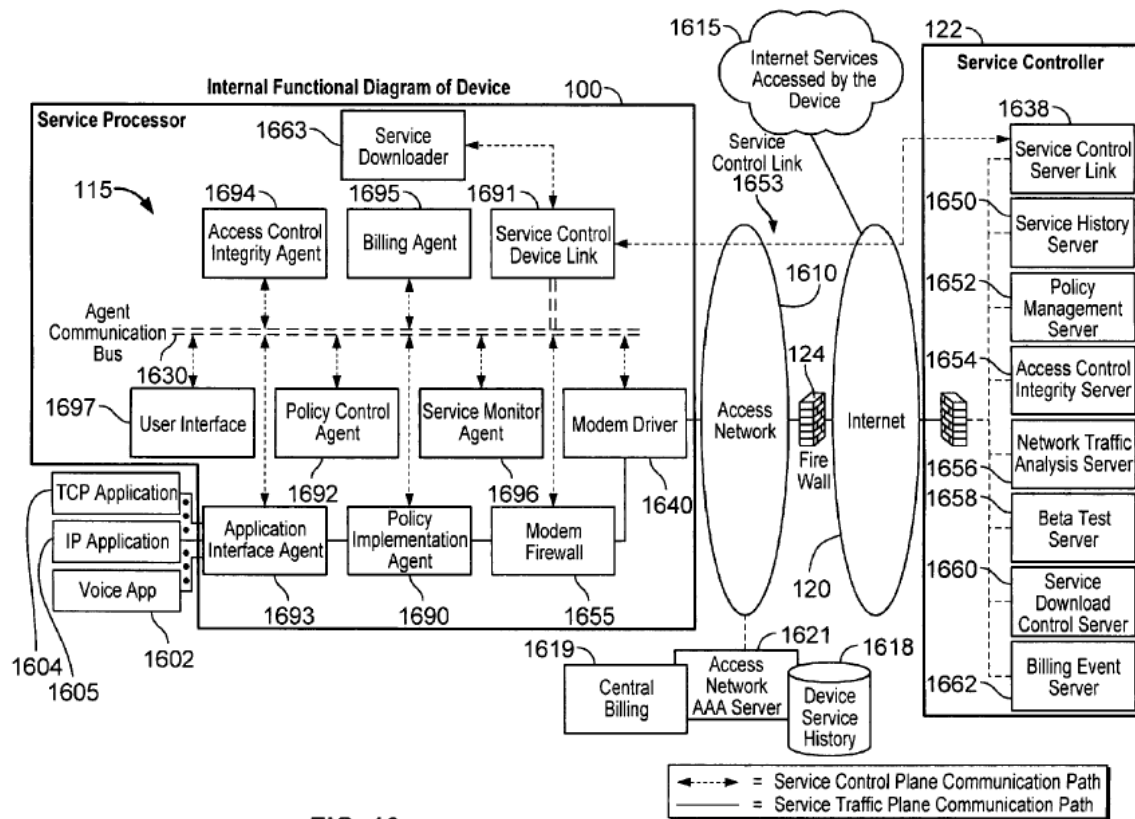 1615
122
Internet Services
Accessed by the
Device
Service Controller
Internal Functional Diagram of Device
100
Service Processor
1663
Service
Downloader
Service
Control Link
1653
1638
Service Control
Server Link
115
1694
Access Control
Integrity Agent
1695
Billing Agent
1691
Service Control
Device Link
1650
Service History
Server
1610
1652
Policy
Management
Server
Agent
Communication
Bus
1630
124
1654
Access Control
Integrity Server
1697
User Interface
Policy Control
Agent
Service Monitor
Agent
Modem Driver
Access
Network
Fire
Wall
Internet
1656
Network Traffic
Analysis Server
1692
1696
1640
1658
Beta Test
Server
TCP Application
IP Application
Voice App
Application
Interface Agent
Policy
Implementation
Agent
Modem
Firewall
1660
Service
Download
Control Server
1693
1690
1655
120
1604
1605
1602
1662
Billing Event
Server
1619
Central
Billing
1621
Access
Network
AAA Server
1618
Device
Service
History
= Service Control Plane Communication Path
= Service Traffic Plane Communication Path